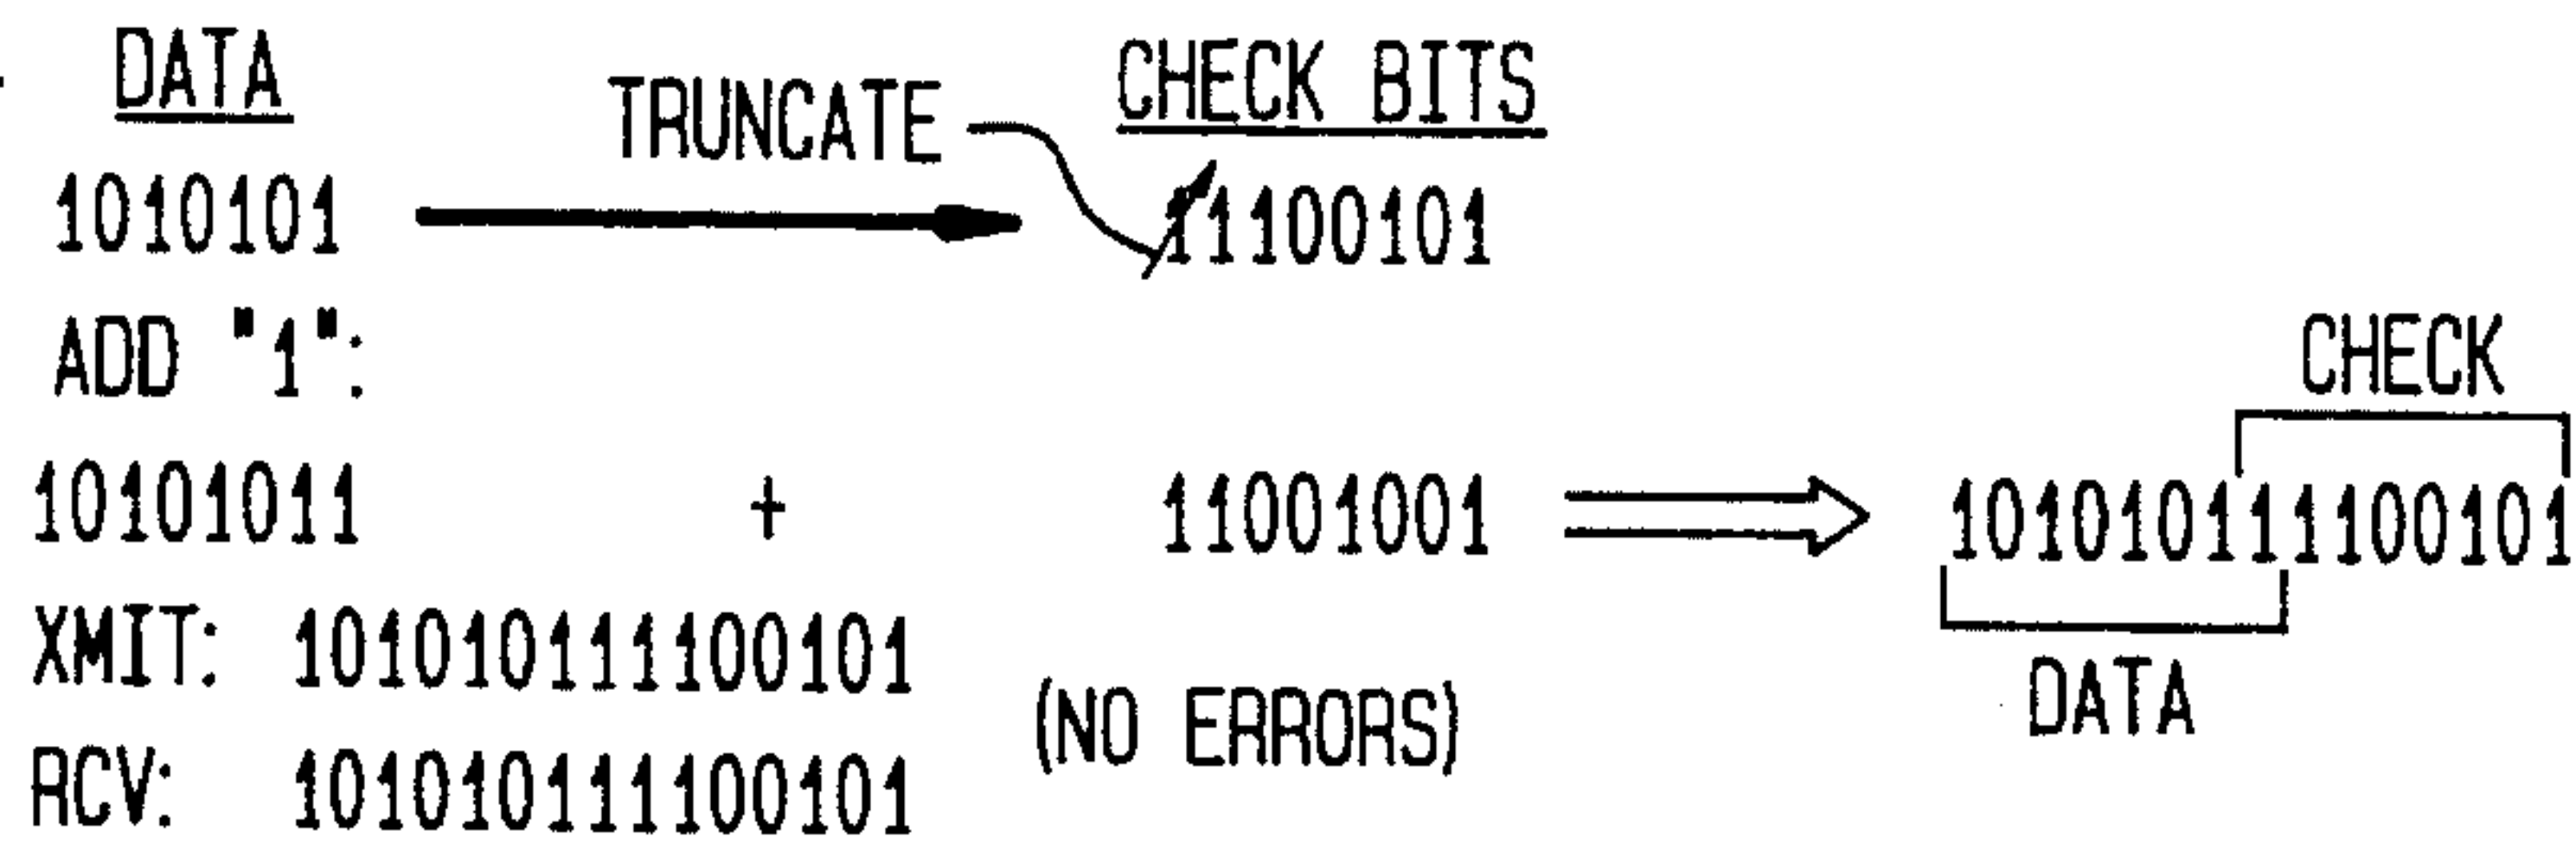 DATA
TRUNCATE
CHECK BITS
1010101
11100101
ADD "1":
CHECK
10101011 + 11001001
101010111100101
XMIT: 101010111100101
DATA
(NO ERRORS)
RCV: 101010111100101